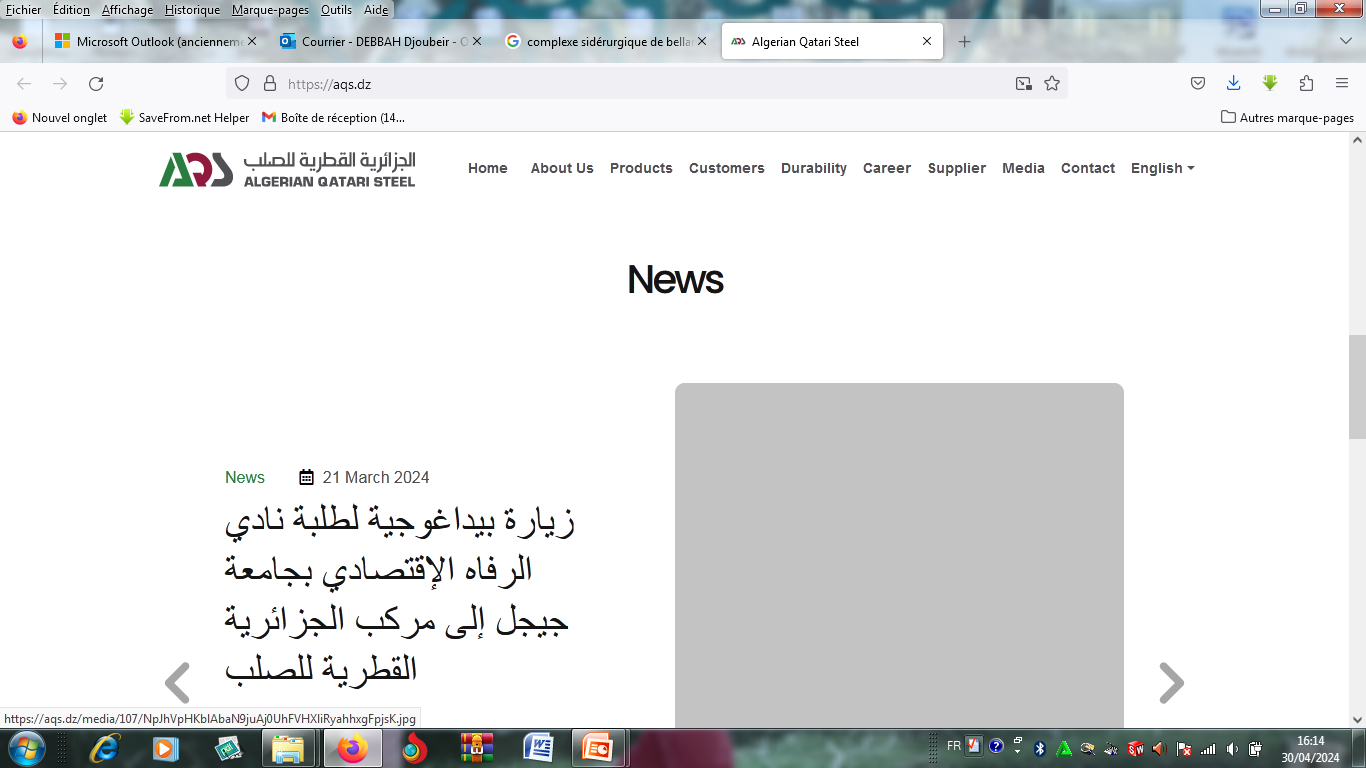 Fichier Édition Affichage Historique Marque-pages Outils Aide
Microsoft Outlook (ancienneme
Courrier - DEBBAH Djoubeir - O
complexe sidérurgique de bellar
Algerian Qatari Steel
https://aqs.dz
Nouvel onglet
SaveFrom.net Helper
Boîte de réception (14...
Autres marque-pages
AQS
الجزائرية القطرية للصلب
ALGERIAN QATARI STEEL
Home About Us Products Customers Durability Career Supplier Media Contact English
News
News 21 March 2024
زيارة بيداغوجية لطلبة نادي
الرفاه الإقتصادي بجامعة
جيجل إلى مركب الجزائرية
القطرية للصلب
https://aqs.dz/media/107/NpJhVpHKbIAbaN9juAj0UhFVHXIiRyahhxgFpjsK.jpg
FR
16:14
30/04/2024